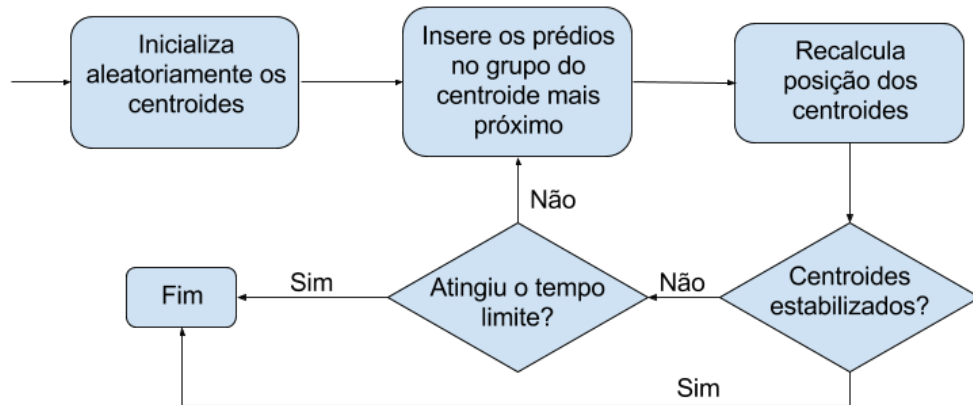 Inicializa
aleatoriamente os
centroides
Insere os prédios
no grupo do
centroide mais
próximo
Recalcula
posição dos
centroides
Não
Centroides
estabilizados?
Não
Atingiu o tempo
limite?
Sim
Fim
Sim